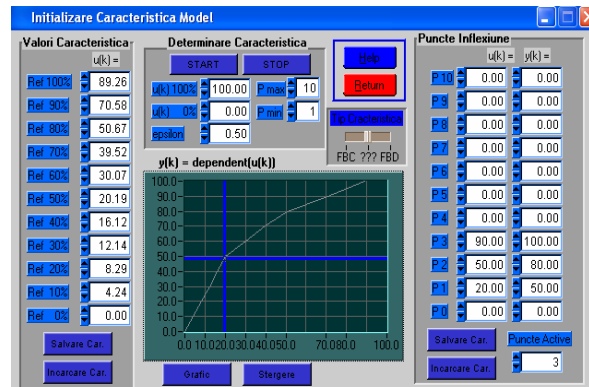 Initializare Caracteristica Model
Valori Caracteristica
u(k) =
Ref 100% 89.26
Ref 90% 70.58
Ref 80% 50.67
Ref 70% 39.52
Ref 60% 30.07
Ref 50% 20.19
Ref 40% 16.12
Ref 30% 12.14
Ref 20% 8.29
Ref 10% 4.24
Ref 0% 0.00
Salvare Car.
Incarcare Car.
Determinare Caracteristica
START STOP
u(k) 100% 100.00 P max 10
u(k) 0% 0.00 P min 1
epsilon 0.50
Help
Return
Tip Caracteristica
FBC ??? FBD
y(k) = dependent(u(k))
100.0
90.0
80.0
70.0
60.0
50.0
40.0
30.0
20.0
10.0
0.0
0.0 10.0 20.0 30.0 40.0 50.0 70.0 80.0 100.0
Grafic Stergere
Puncte Inflexiune
u(k) = y(k) =
P 10 0.00 0.00
P 9 0.00 0.00
P 8 0.00 0.00
P 7 0.00 0.00
P 6 0.00 0.00
P 5 0.00 0.00
P 4 0.00 0.00
P 3 90.00 100.00
P 2 50.00 80.00
P 1 20.00 50.00
P 0 0.00 0.00
Salvare Car. Puncte Active
Incarcare Car. 3